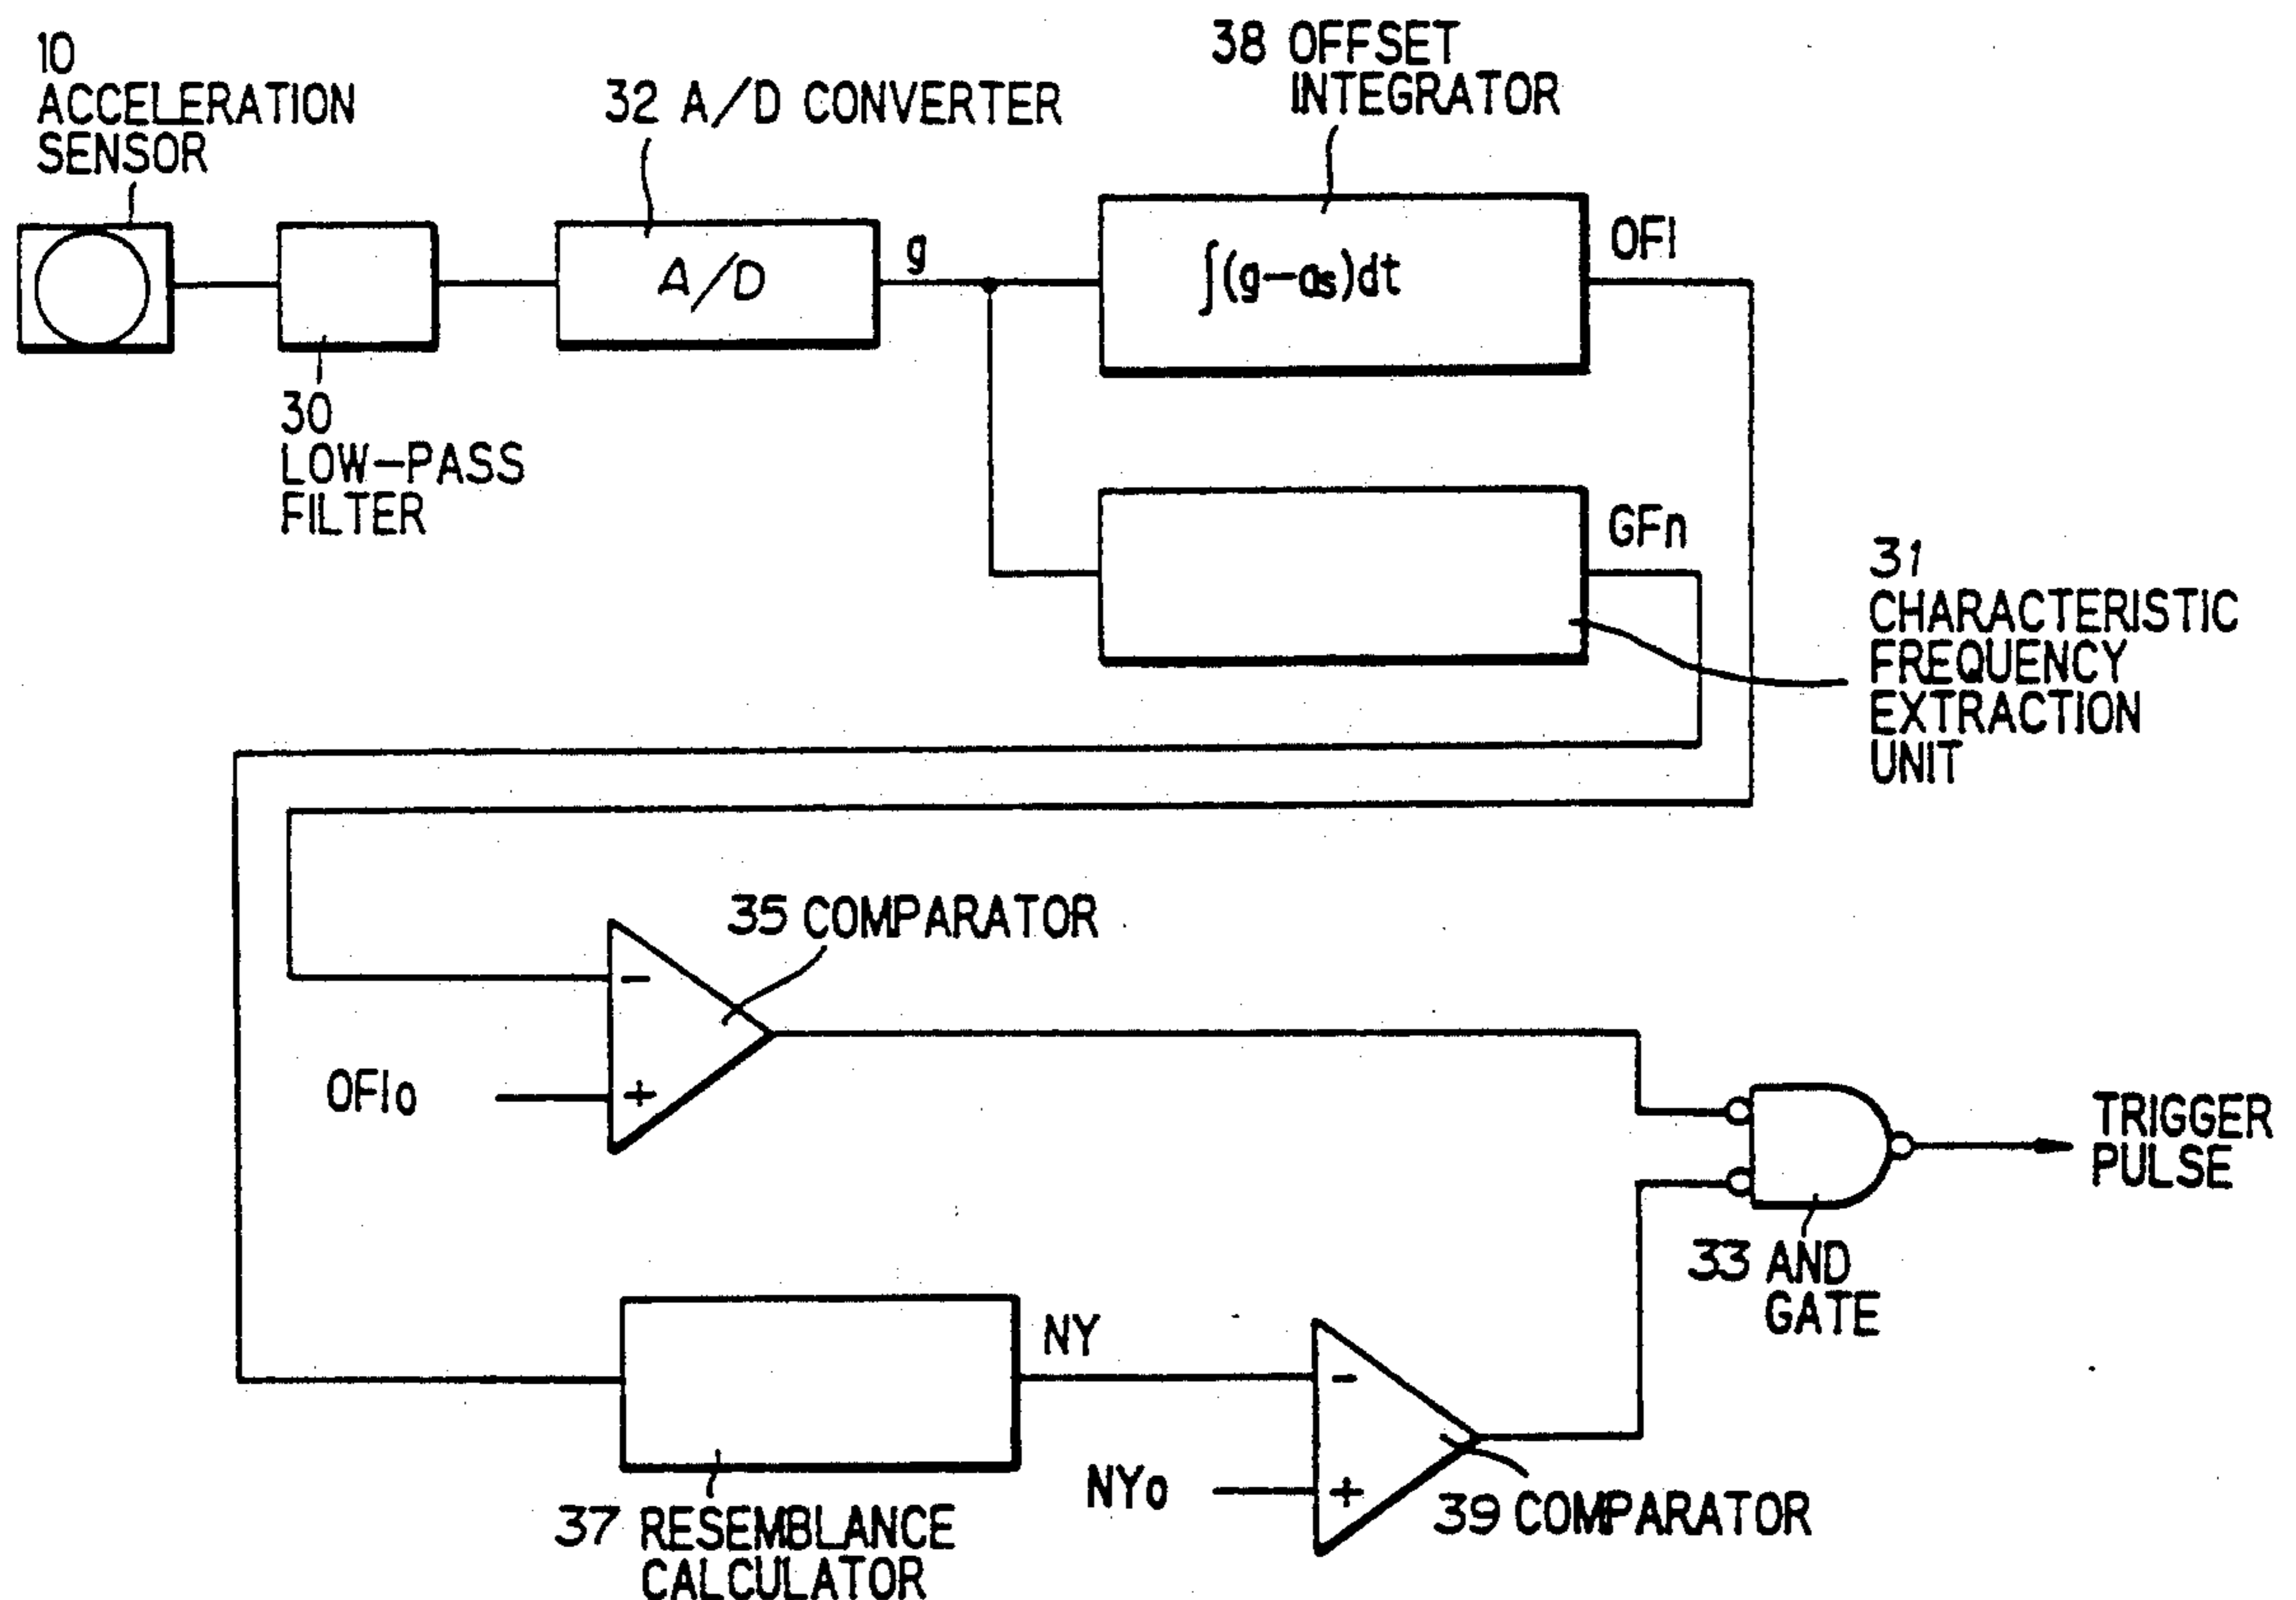 10
ACCELERATION
SENSOR
32 A/D CONVERTER
38 OFFSET
INTEGRATOR
A/D
g
∫(g-as)dt
OFI
30
LOW-PASS
FILTER
GFn
31
CHARACTERISTIC
FREQUENCY
EXTRACTION
UNIT
35 COMPARATOR
-
OFIo
+
TRIGGER
PULSE
33 AND
GATE
NY
-
NYo
+
39 COMPARATOR
37 RESEMBLANCE
CALCULATOR